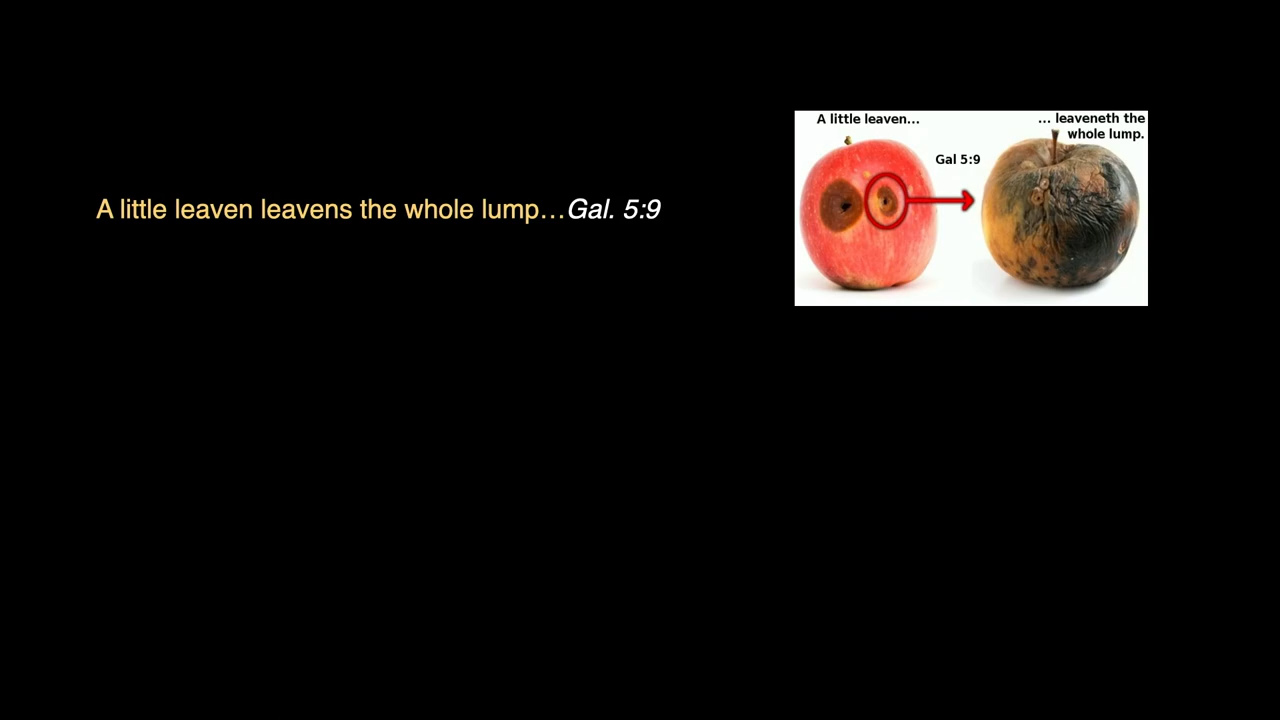 A little leaven leavens the whole lump…Gal. 5:9
A little leaven...
... leaveneth the
whole lump.
Gal 5:9